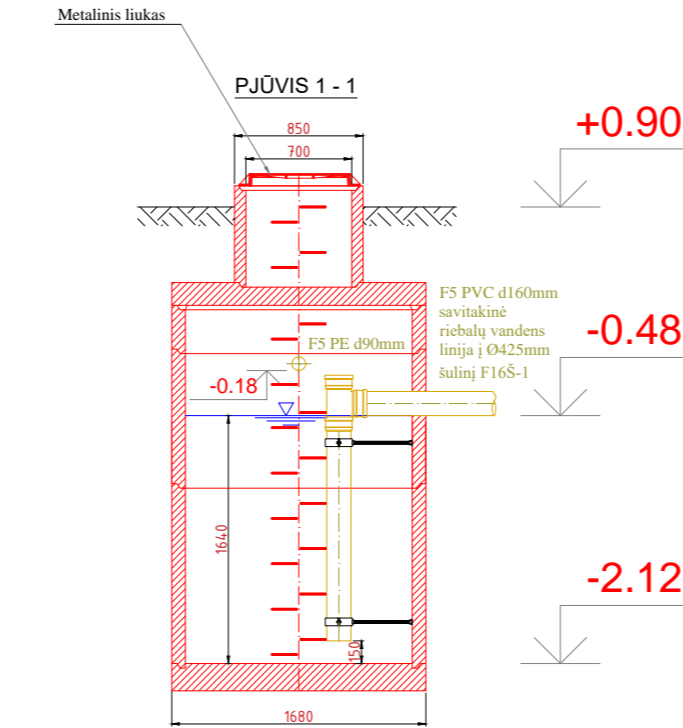 Metalinis liukas
PJŪVIS 1 - 1
850
700
+0.90
F5 PVC d160mm
savitakinė
riebalų vandens
linija į Ø425mm
šulinį F16Š-1
-0.48
F5 PE d90mm
-0.18
1640
-2.12
150
1680